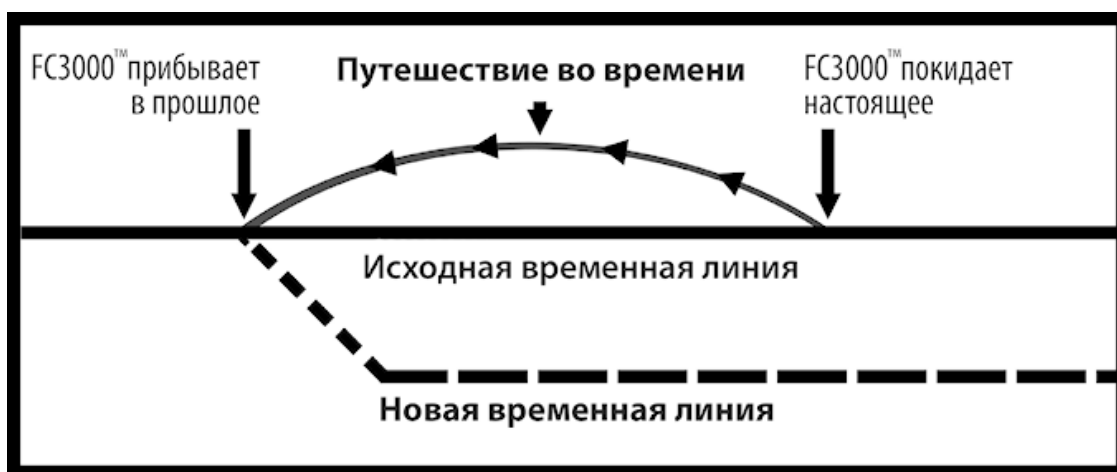 FC3000™прибывает
в прошлое
Путешествие во времени
FC3000™покидает
настоящее
Исходная временная линия
Новая временная линия